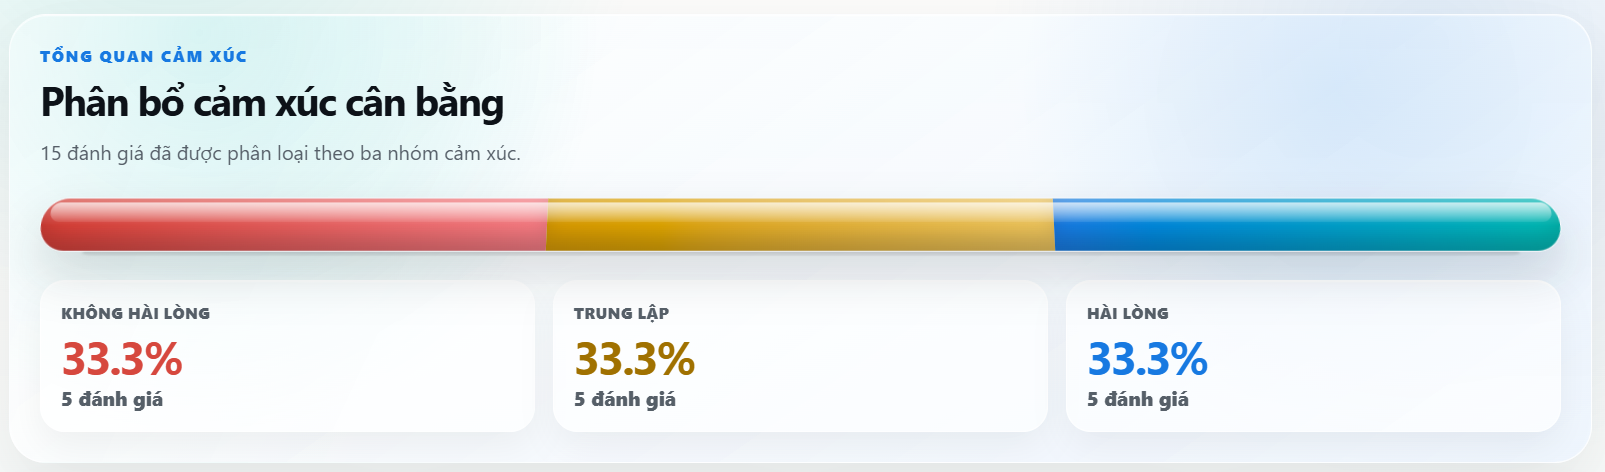 TỔNG QUAN CẢM XÚC
Phân bổ cảm xúc cân bằng
15 đánh giá đã được phân loại theo ba nhóm cảm xúc.
KHÔNG HÀI LÒNG
33.3%
5 đánh giá
TRUNG LẬP
33.3%
5 đánh giá
HÀI LÒNG
33.3%
5 đánh giá